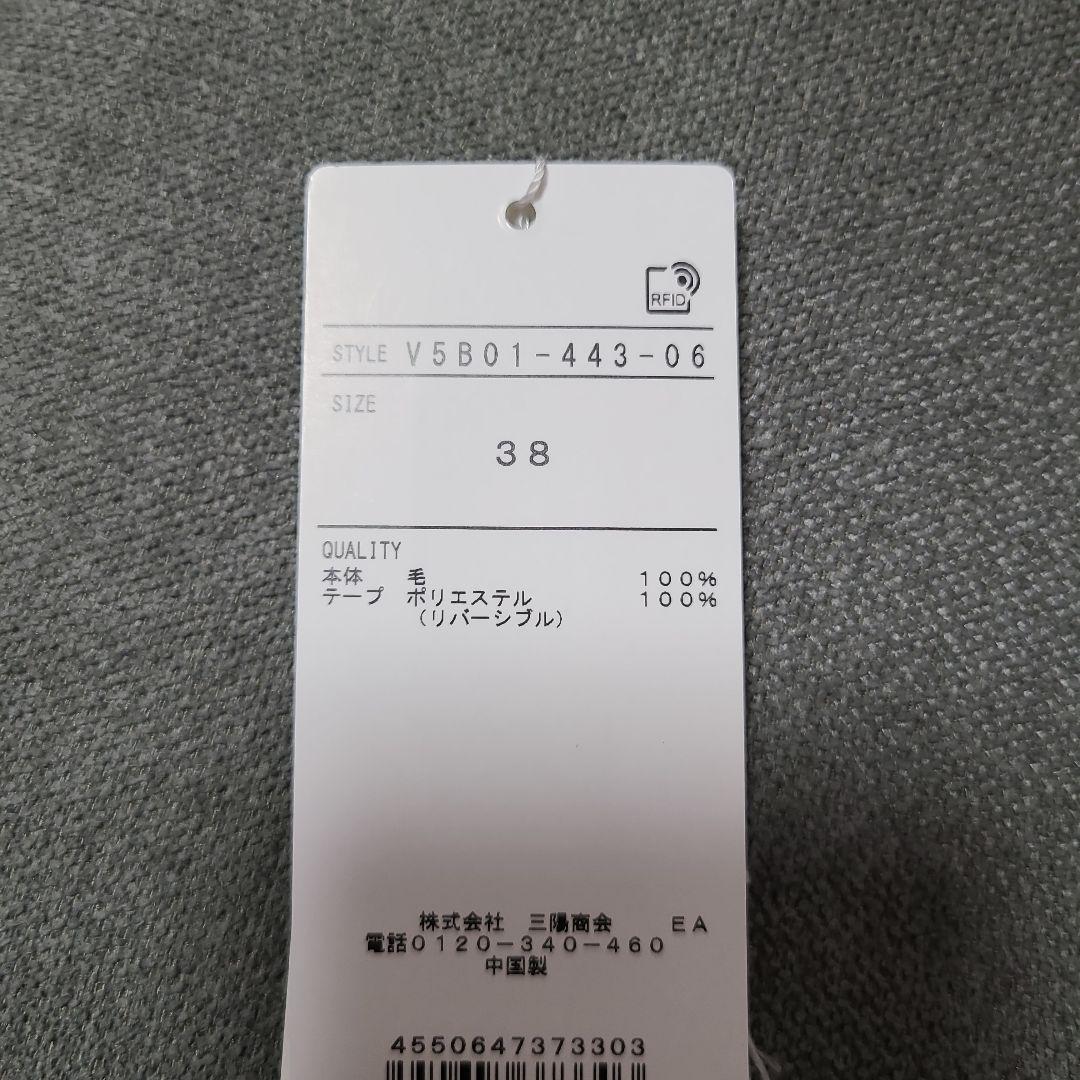 RFID
STYLE V5B01-443-06
SIZE
38
QUALITY
本体 毛 100%
テープ ポリエステル 100%
(リバーシブル)
株式会社 三陽商会 EA
電話0120-340-460
中国製
4550647373303